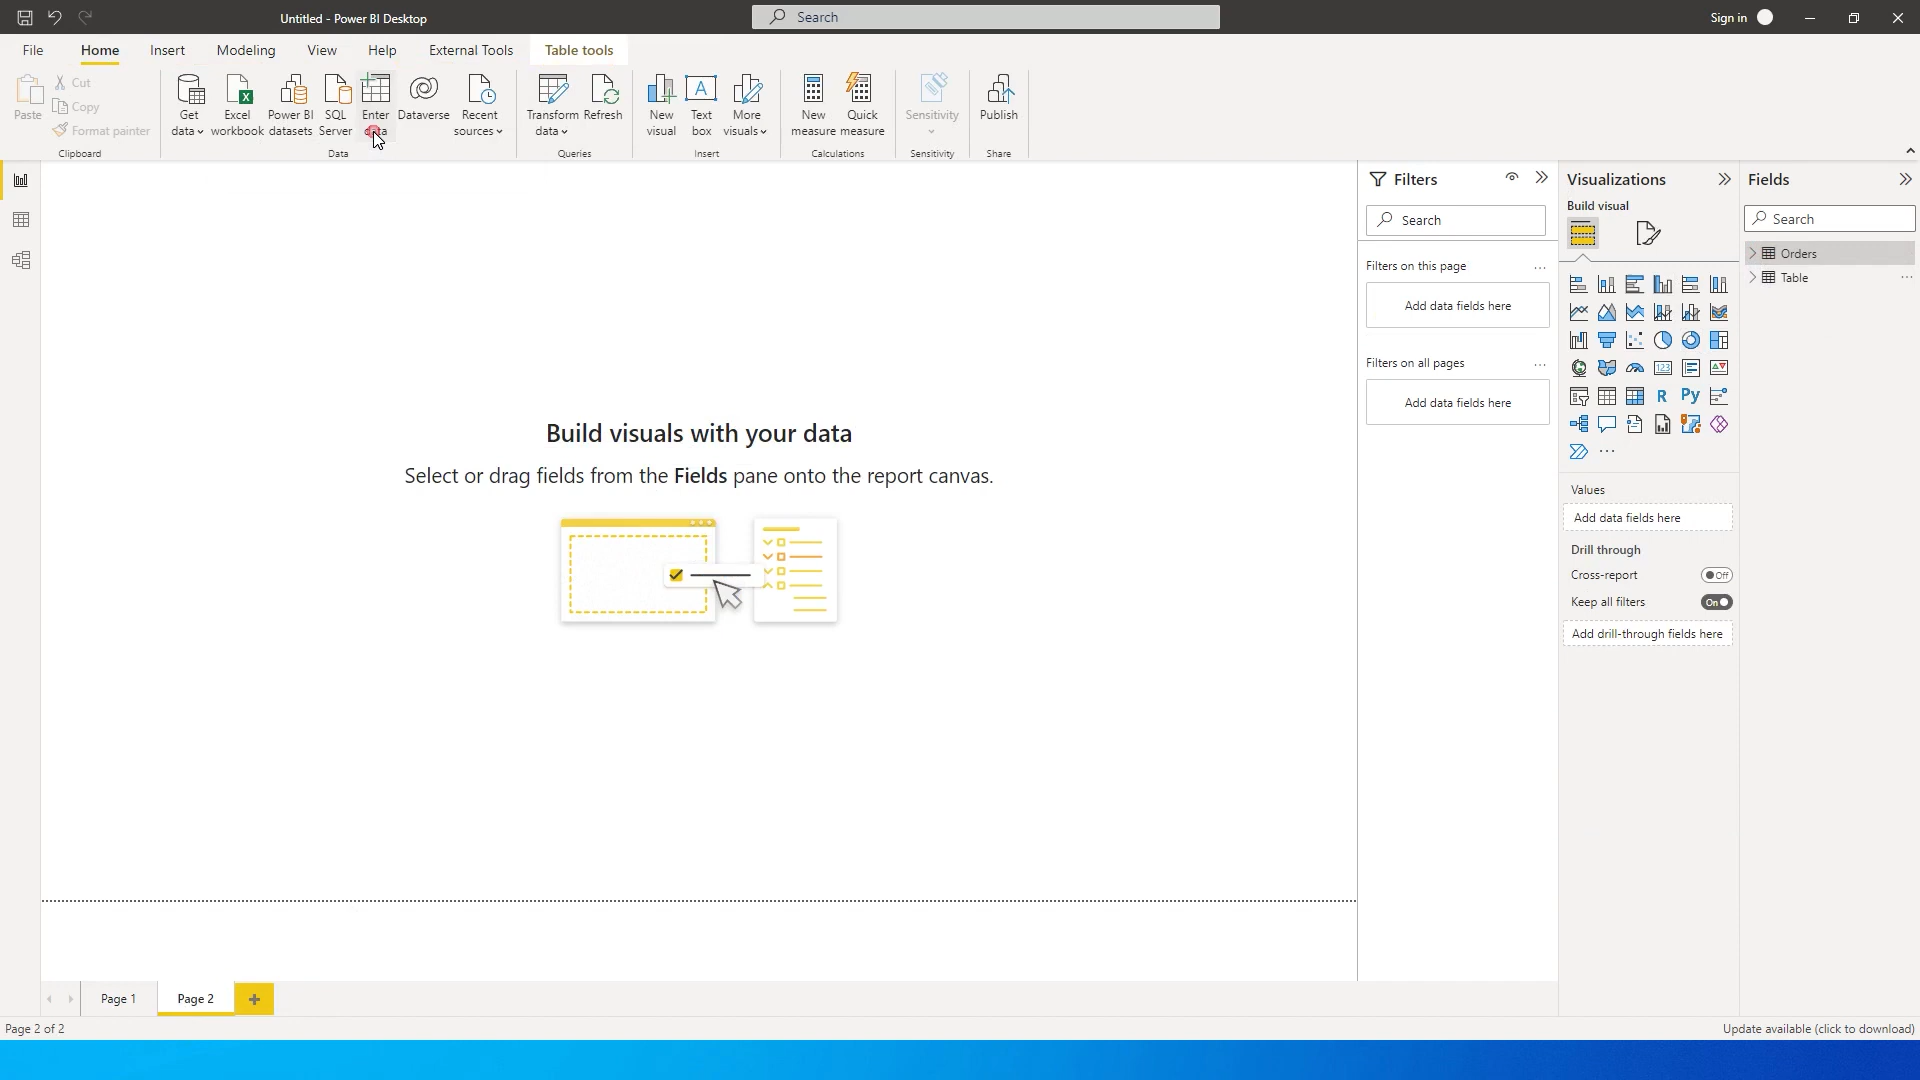 Untitled - Power BI Desktop
Search
Sign in
File
Home
Insert
Modeling
View
Help
External Tools
Table tools
Paste
Cut
Copy
Format painter
Clipboard
Get data
Excel workbook
Power BI datasets
SQL Server
Enter data
Dataverse
Recent sources
Data
Transform data
Refresh
Queries
New visual
Text box
More visuals
Insert
New measure
Quick measure
Calculations
Sensitivity
Sensitivity
Publish
Share
Build visuals with your data
Select or drag fields from the Fields pane onto the report canvas.
Filters
Search
Filters on this page
...
Add data fields here
Filters on all pages
...
Add data fields here
Visualizations
Build visual
123
R
Py
...
Values
Add data fields here
Drill through
Cross-report
Off
Keep all filters
On
Add drill-through fields here
Fields
Search
Orders
Table
...
Page 1
Page 2
+
Page 2 of 2
Update available (click to download)